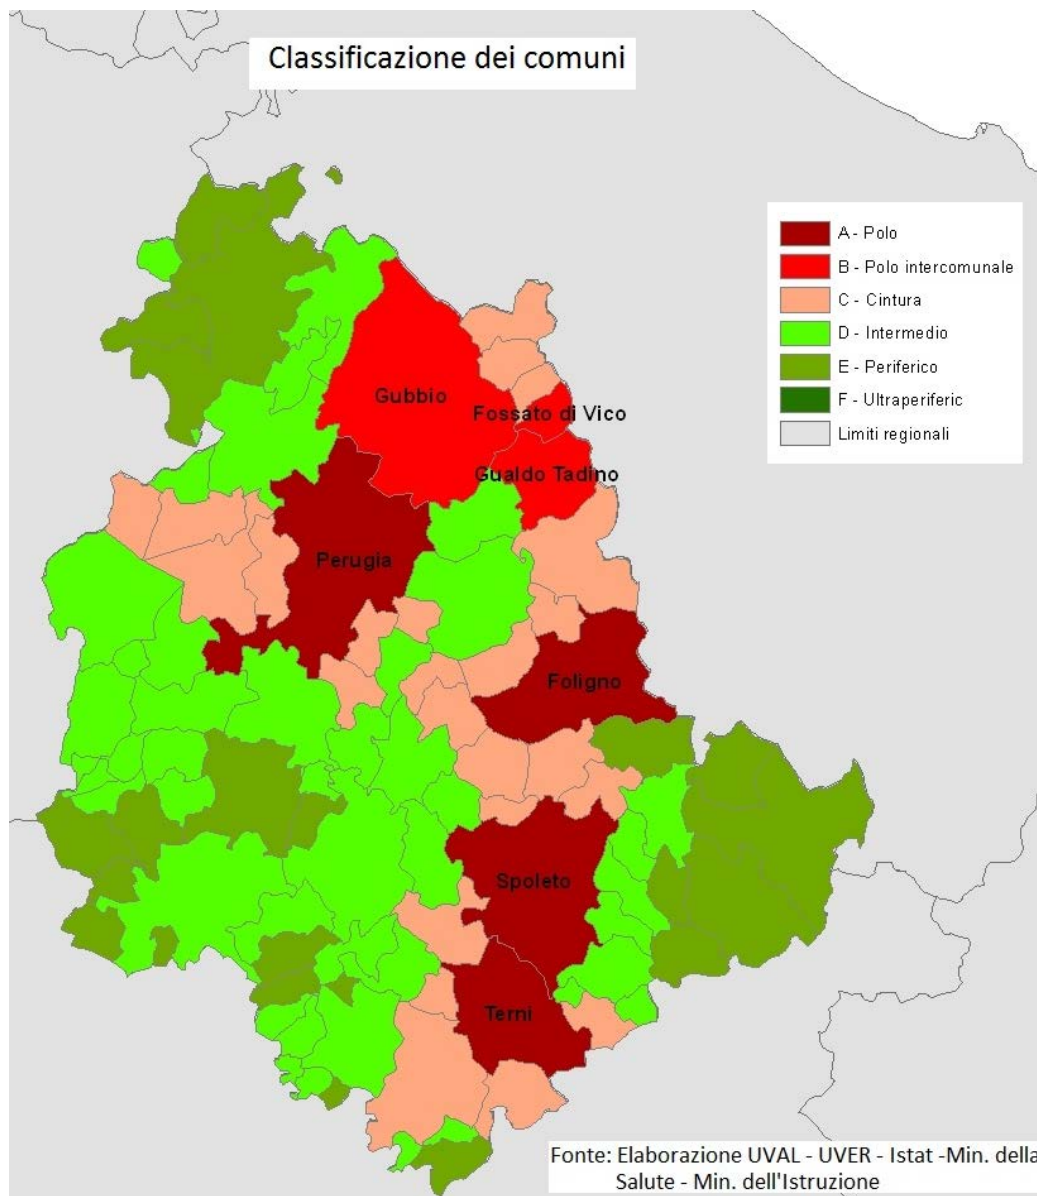 Classificazione dei comuni
A - Polo
B - Polo intercomunale
C - Cintura
D - Intermedio
E - Periferico
F - Ultraperiferic
Limiti regionali
Gubbio
Fossato di Vico
Gualdo Tadino
Perugia
Foligno
Spoleto
Terni
Fonte: Elaborazione UVAL - UVER - Istat -Min. della
Salute - Min. dell'Istruzione